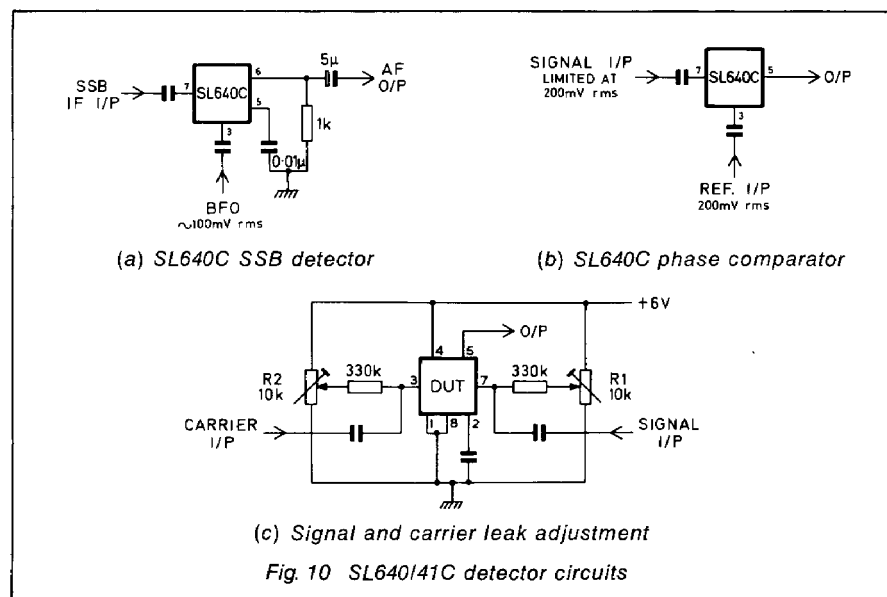 SSB
IF I/P
7
SL640C
6
5μ
AF
O/P
5
3
1k
0·01μ
BFO
~100mV rms
(a) SL640C SSB detector
SIGNAL I/P
LIMITED AT
200mV rms
7
SL640C
5
O/P
3
REF. I/P
200mV rms
(b) SL640C phase comparator
+6V
O/P
4
5
R2
10k
330k
3
DUT
7
330k
R1
10k
1
8
2
CARRIER
I/P
SIGNAL
I/P
(c) Signal and carrier leak adjustment
Fig. 10 SL640/41C detector circuits